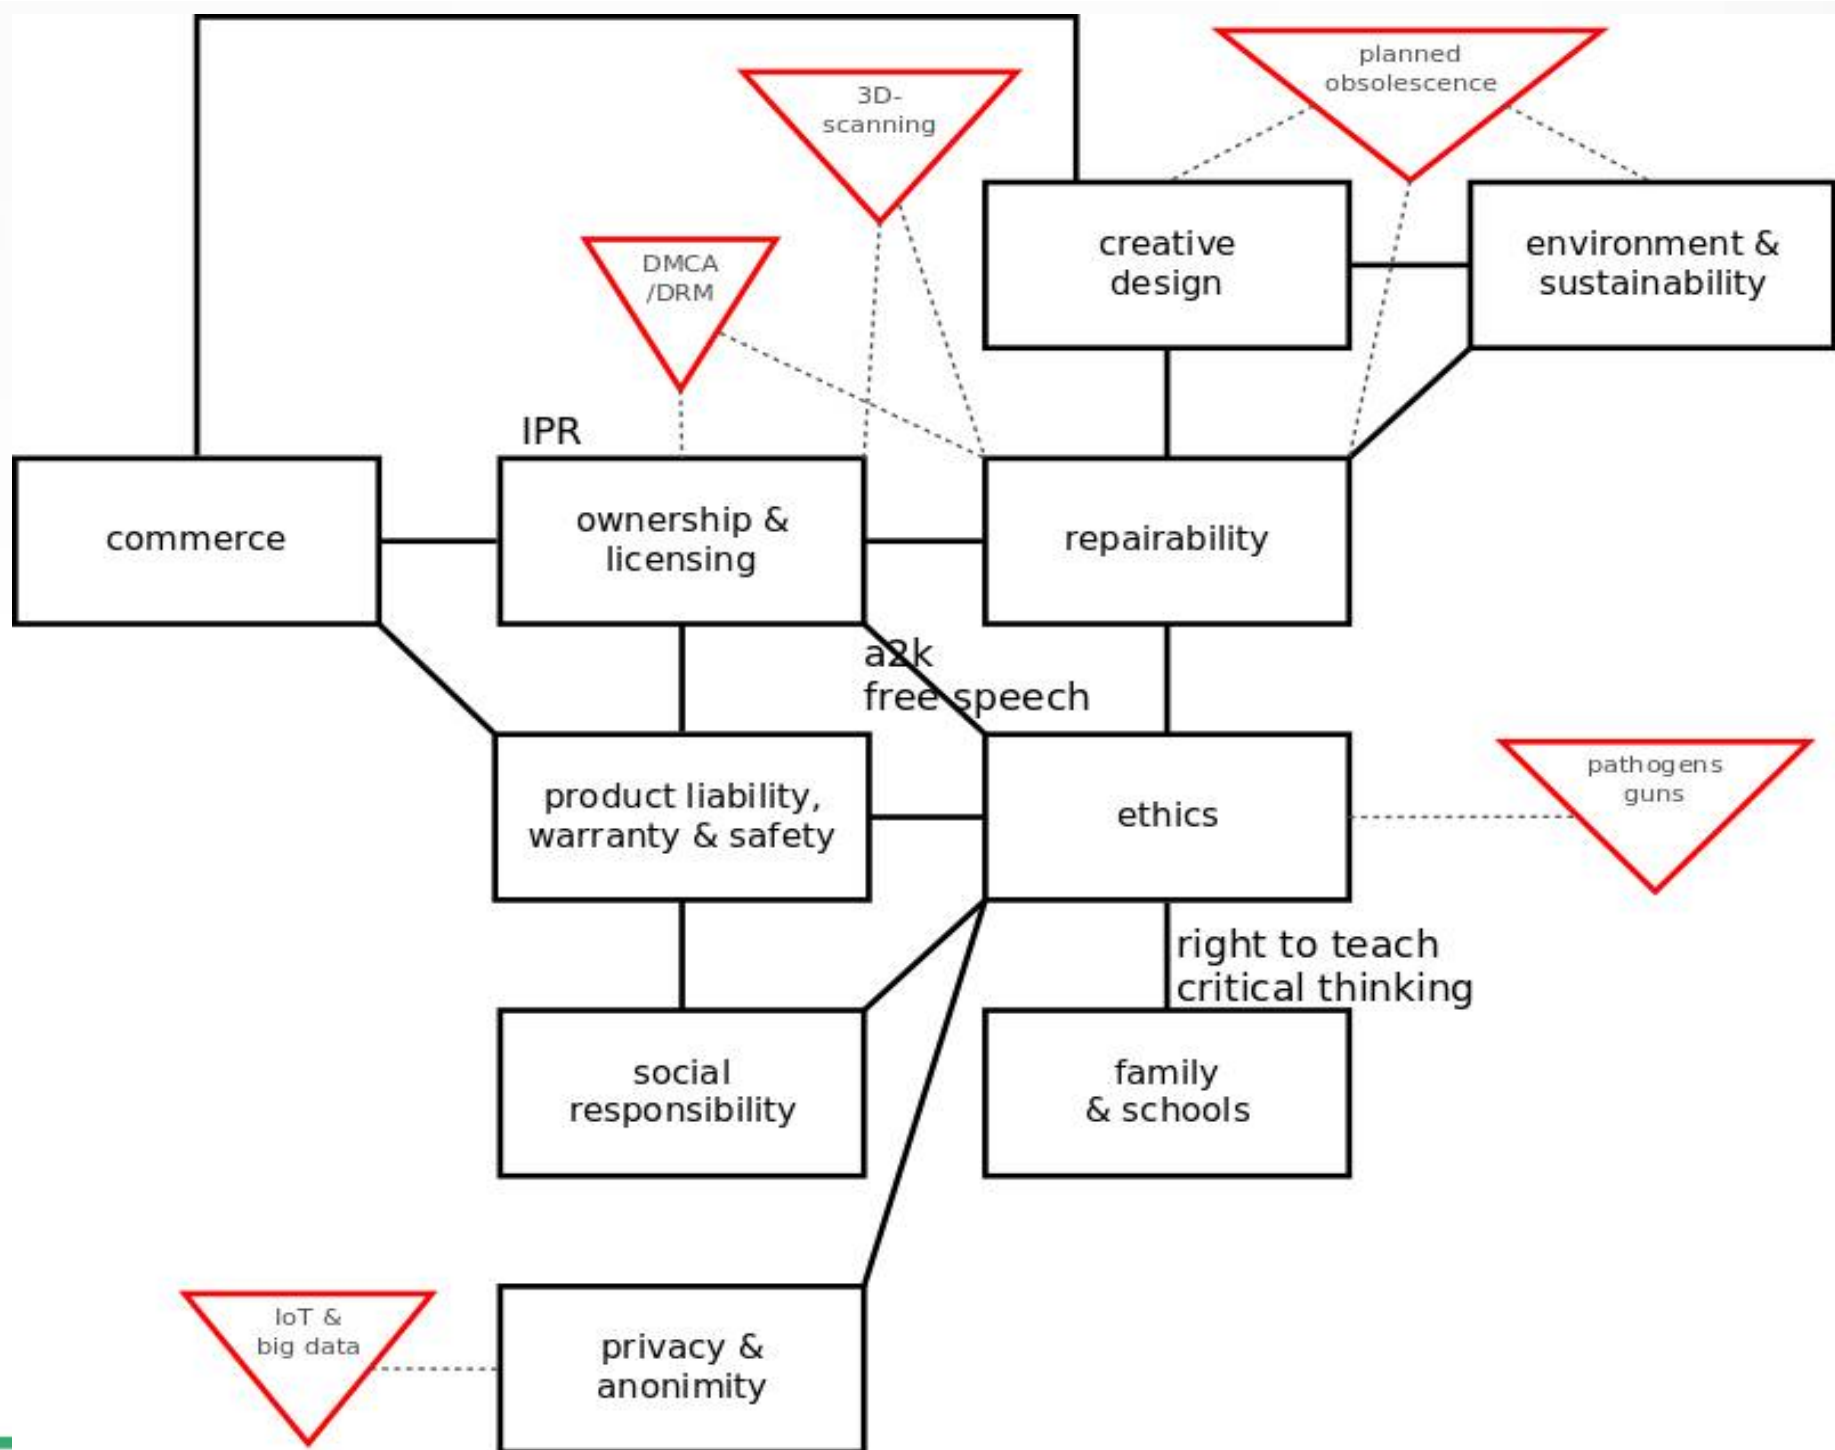 planned
obsolescence
3D-
scanning
DMCA
/DRM
creative
design
environment &
sustainability
IPR
commerce
ownership &
licensing
repairability
a2k
free speech
product liability,
warranty & safety
ethics
pathogens
guns
right to teach
critical thinking
social
responsibility
family
& schools
IoT &
big data
privacy &
anonimity